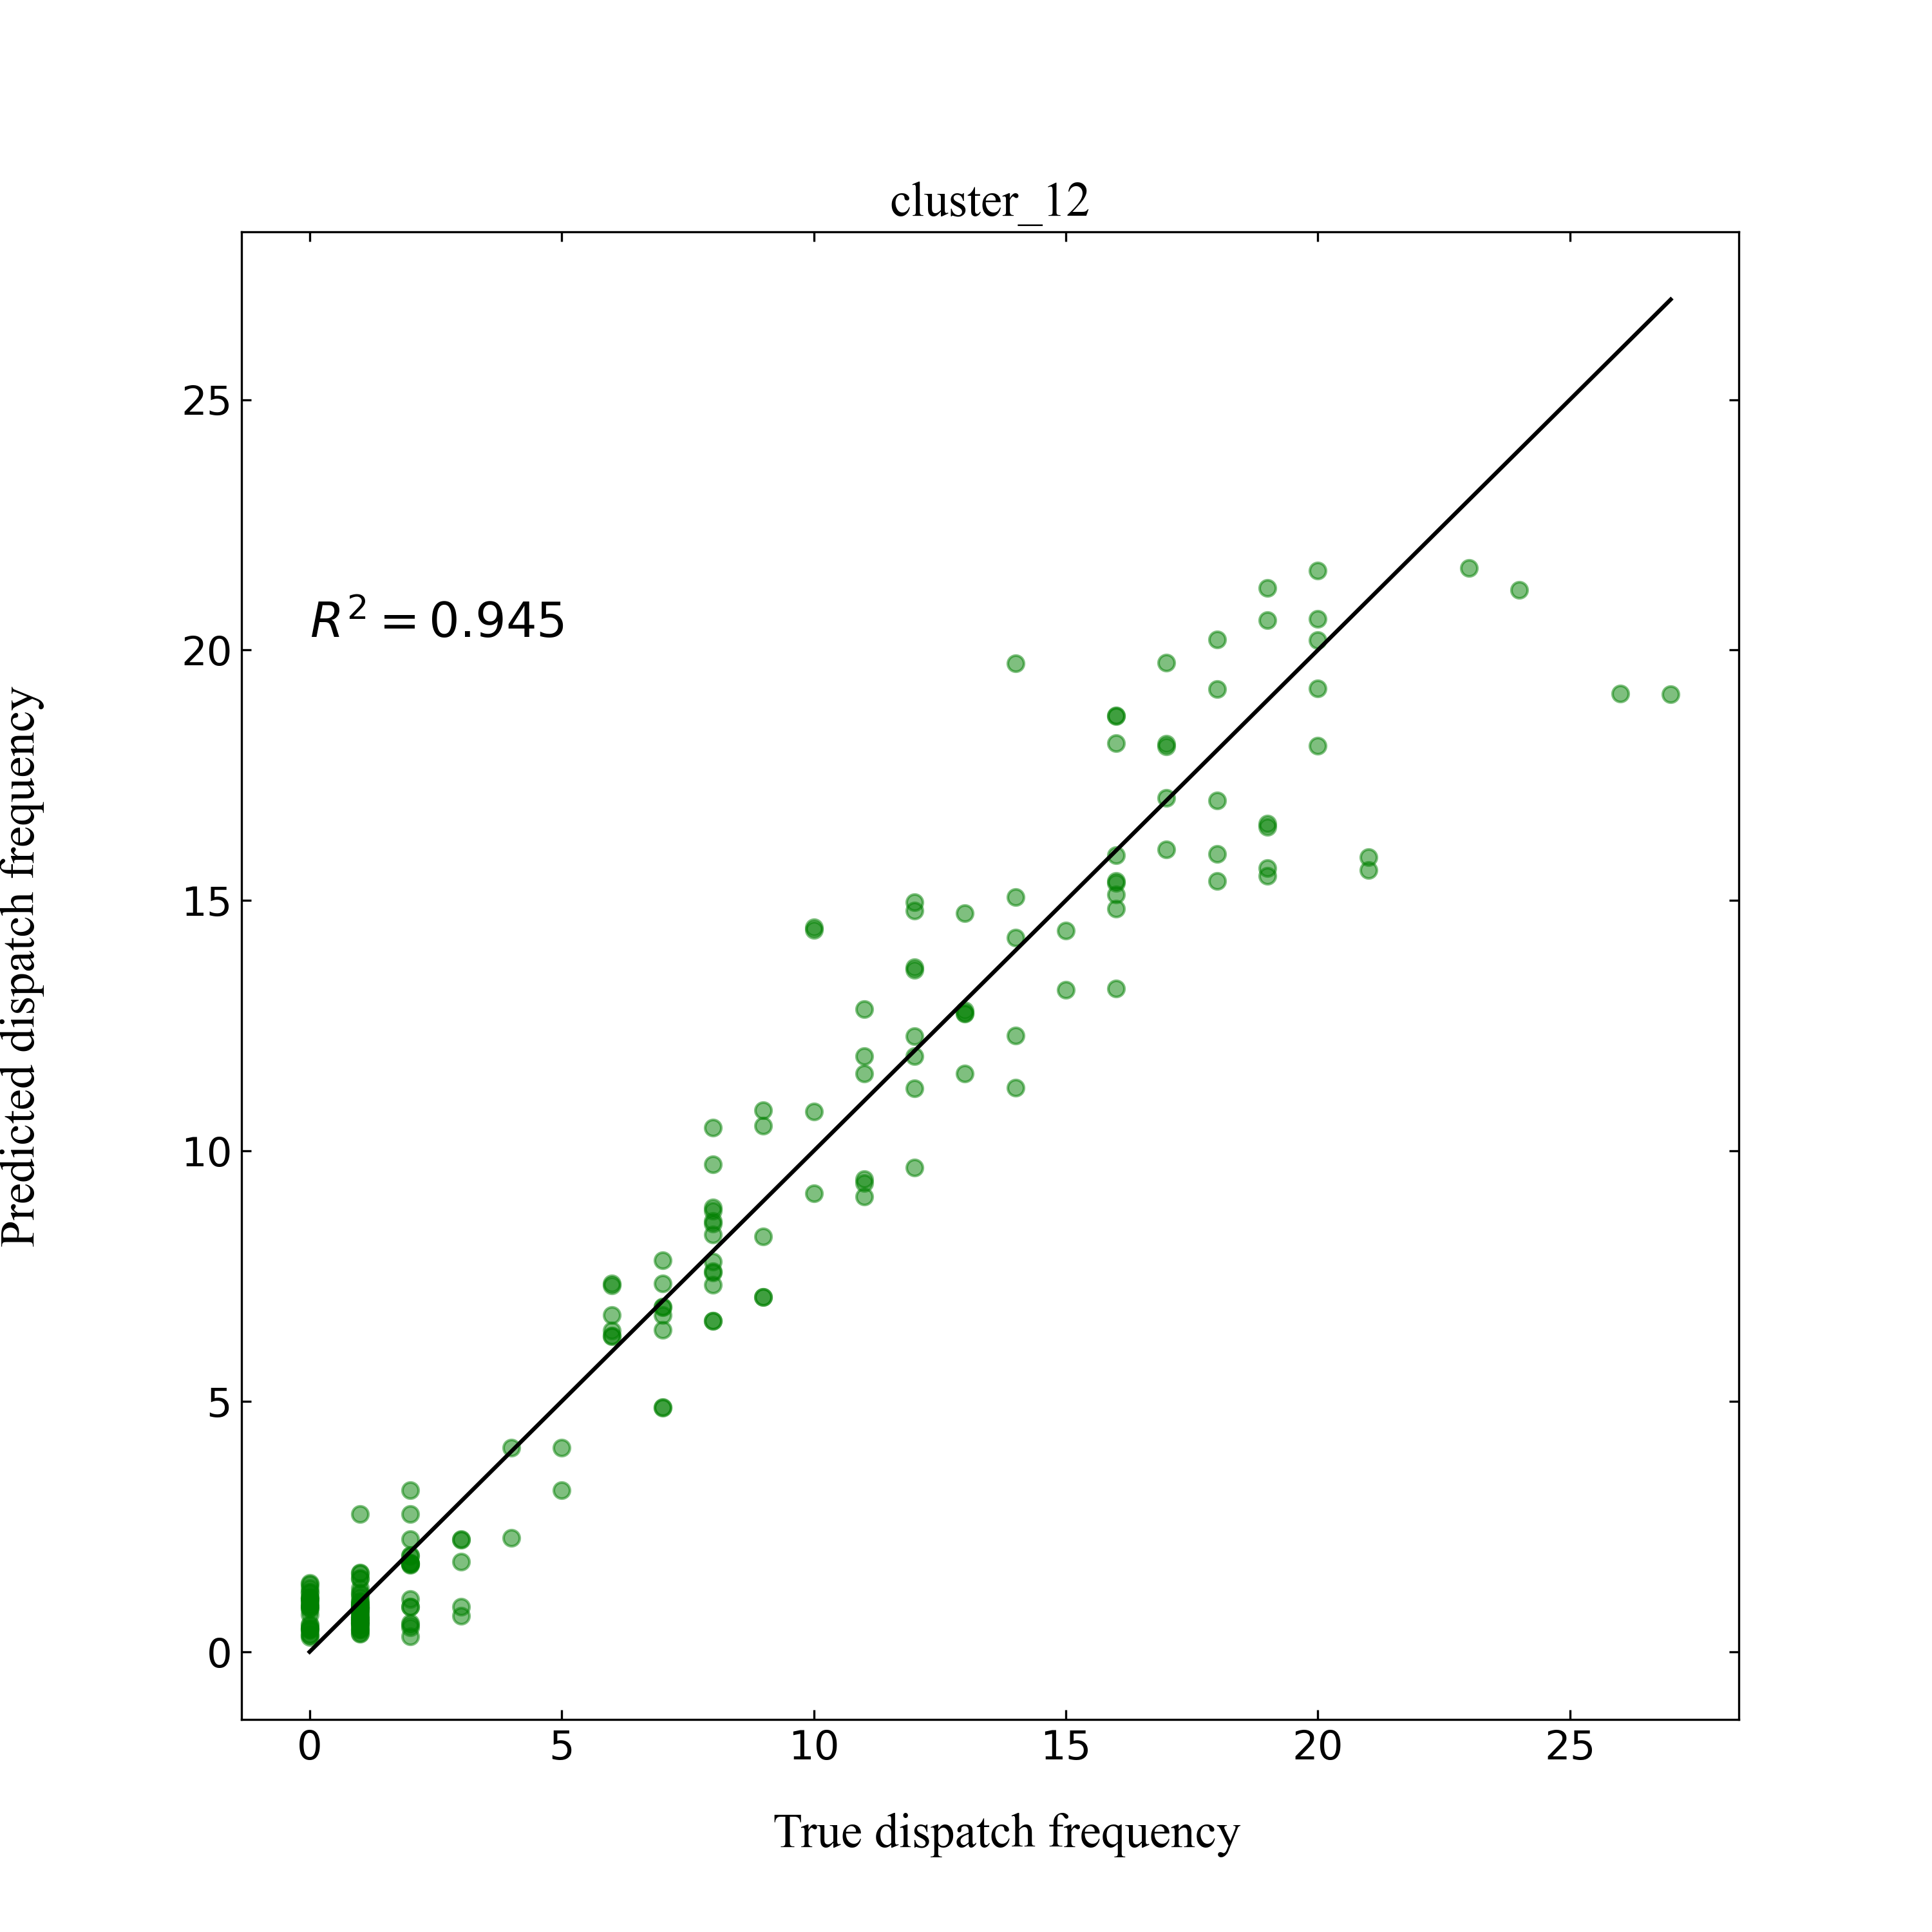 cluster_12
25
20
15
10
5
0
R² = 0.945
Predicted dispatch frequency
0 5 10 15 20 25
True dispatch frequency